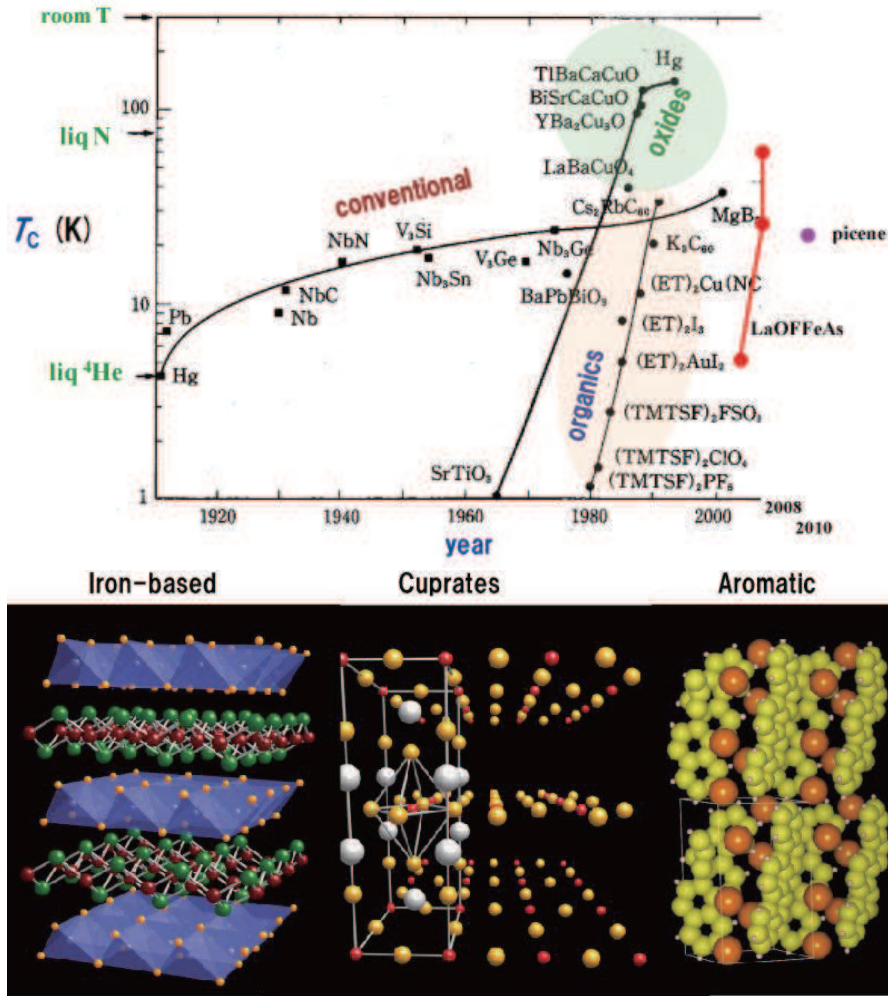 room T
Hg
TlBaCaCuO
BiSrCaCuO
100
YBa₂Cu₃O
oxides
liq N
LaBaCuO₄
conventional
Cs₂RbC₆₀
T_C (K)
V₃Si
MgB₂
picene
NbN
Nb₃Ge
K₃C₆₀
V₃Ge
Nb₃Sn
NbC
BaPbBiO₃
(ET)₂Cu(NC
10
Nb
Pb
(ET)₂I₃
LaOFFeAs
liq ⁴He
Hg
(ET)₂AuI₂
organics
(TMTSF)₂FSO₃
(TMTSF)₂ClO₄
SrTiO₃
(TMTSF)₂PF₆
1
1920
1940
1960
1980
2000
2008
2010
year
Iron-based
Cuprates
Aromatic